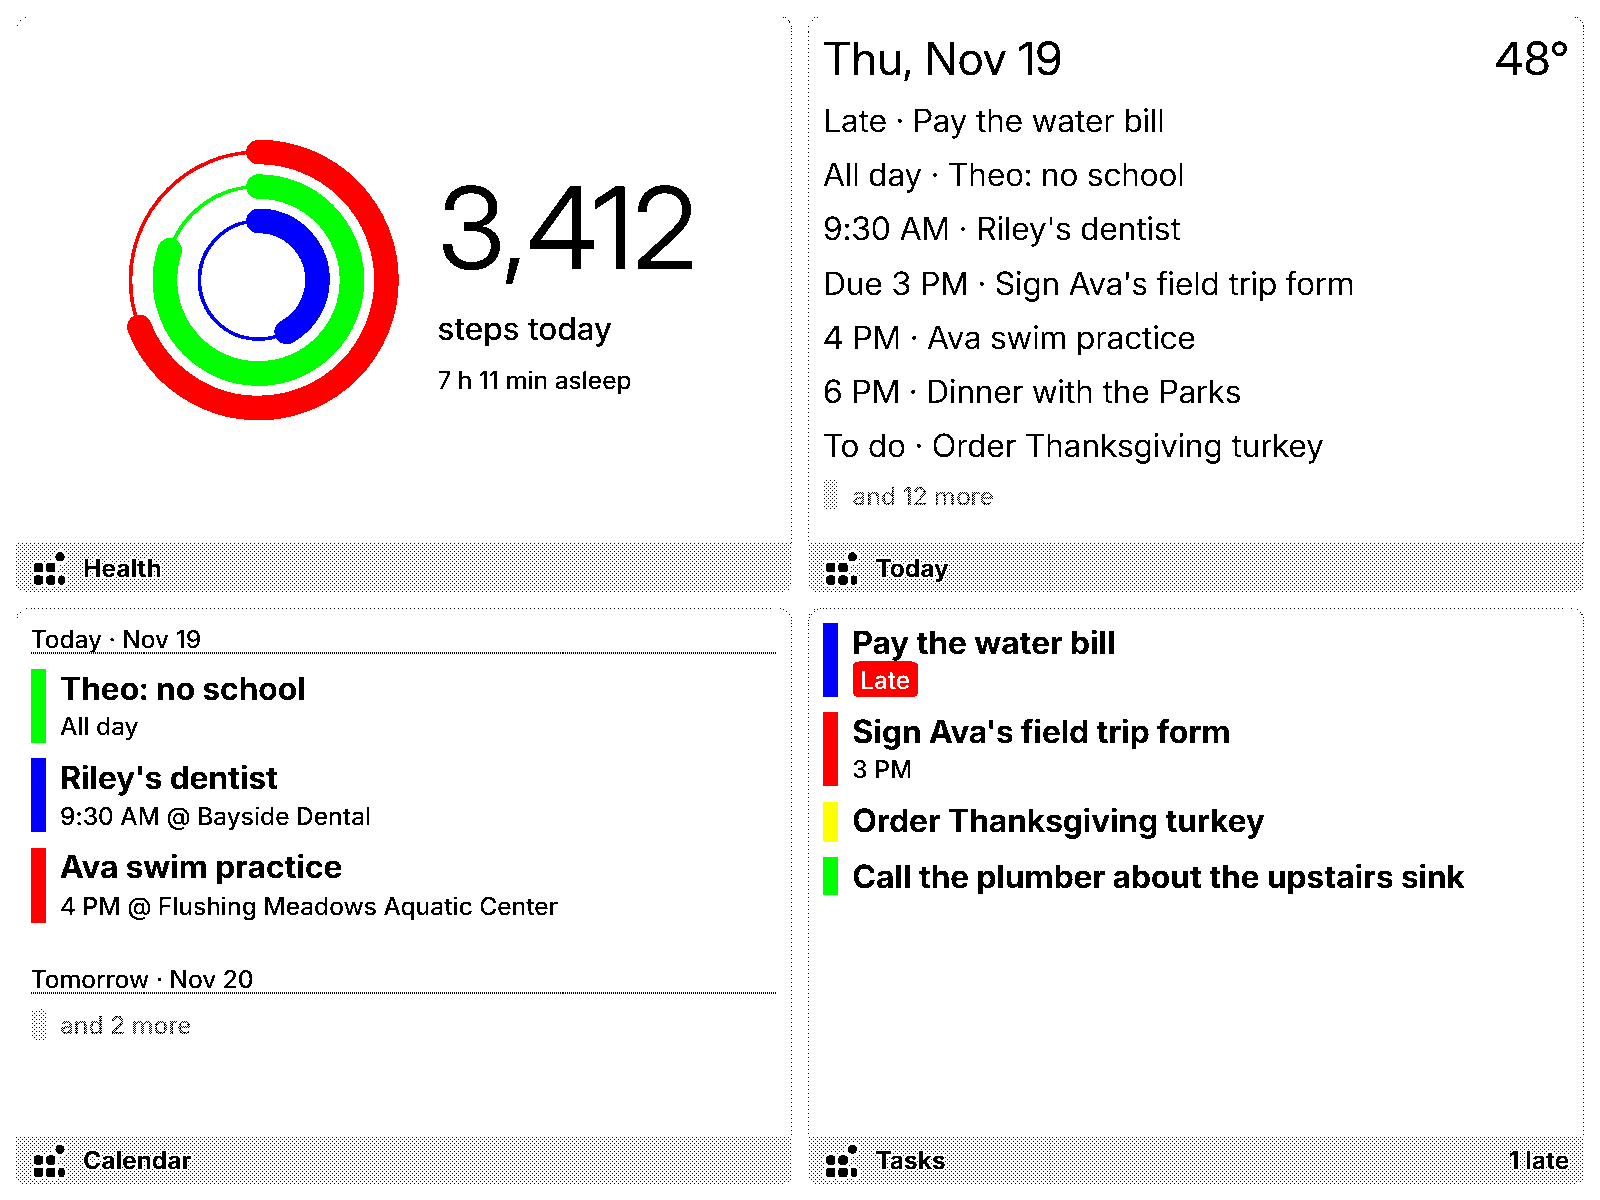 3,412
steps today
7 h 11 min asleep
Health
Thu, Nov 19
48°
Late · Pay the water bill
All day · Theo: no school
9:30 AM · Riley's dentist
Due 3 PM · Sign Ava's field trip form
4 PM · Ava swim practice
6 PM · Dinner with the Parks
To do · Order Thanksgiving turkey
and 12 more
Today
Today · Nov 19
Theo: no school
All day
Riley's dentist
9:30 AM @ Bayside Dental
Ava swim practice
4 PM @ Flushing Meadows Aquatic Center
Tomorrow · Nov 20
and 2 more
Calendar
Pay the water bill
Late
Sign Ava's field trip form
3 PM
Order Thanksgiving turkey
Call the plumber about the upstairs sink
Tasks
1 late